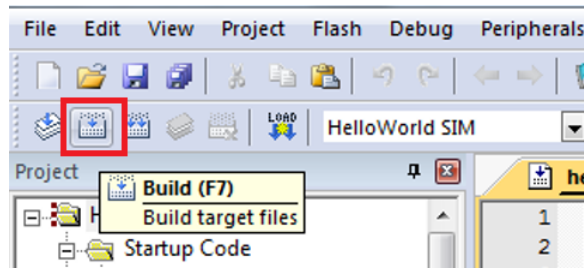 File Edit View Project Flash Debug Peripherals
LOAD HelloWorld SIM
Project
Build (F7)
Build target files
Startup Code
he
1
2